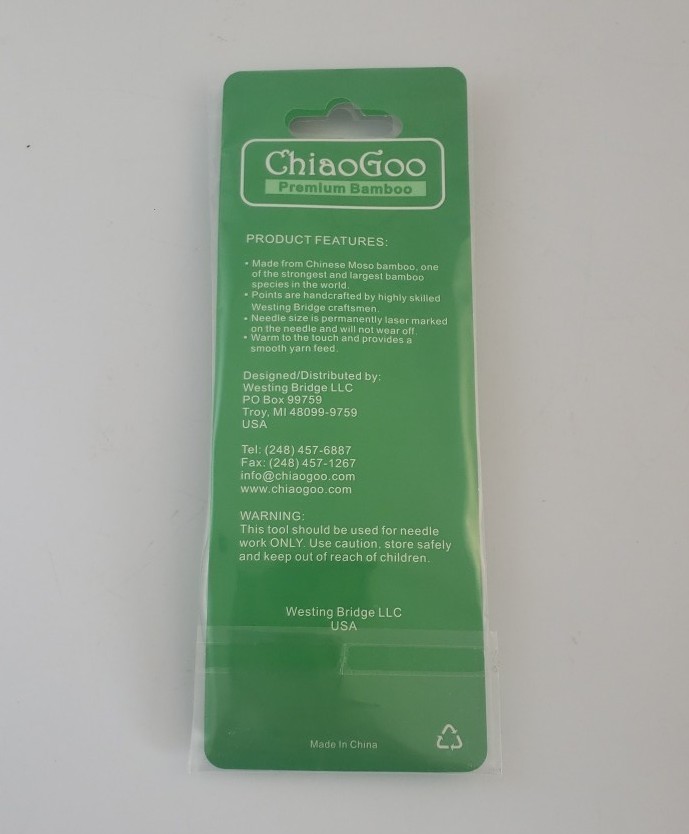 ChiaoGoo
Premium Bamboo
PRODUCT FEATURES:
• Made from Chinese Moso bamboo, one
of the strongest and largest bamboo
species in the world.
• Points are handcrafted by highly skilled
Westing Bridge craftsmen.
• Needle size is permanently laser marked
on the needle and will not wear off.
• Warm to the touch and provides a
smooth yarn feed.
Designed/Distributed by:
Westing Bridge LLC
PO Box 99759
Troy, MI 48099-9759
USA
Tel: (248) 457-6887
Fax: (248) 457-1267
info@chiaogoo.com
www.chiaogoo.com
WARNING:
This tool should be used for needle
work ONLY. Use caution, store safely
and keep out of reach of children.
Westing Bridge LLC
USA
Made In China